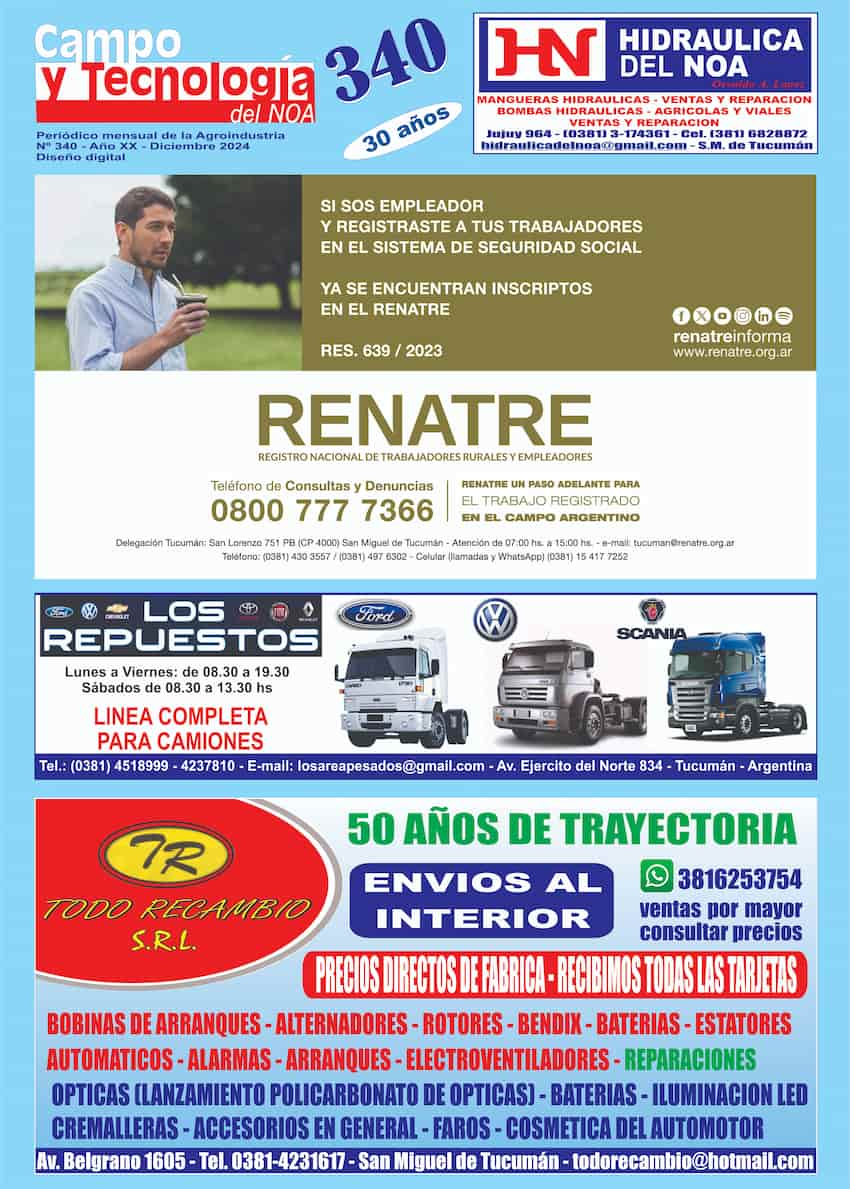 Campo
y Tecnología
del NOA
340
30 años
Periódico mensual de la Agroindustria
Nº 340 - Año XX - Diciembre 2024
Diseño digital
HN
HIDRAULICA
DEL NOA
Osvaldo A. Lopez
MANGUERAS HIDRAULICAS - VENTAS Y REPARACION
BOMBAS HIDRAULICAS - AGRICOLAS Y VIALES
VENTAS Y REPARACION
Jujuy 964 - (0381) 3-174361 - Cel. (381) 6828872
hidraulicadelnoa@gmail.com - S.M. de Tucumán
SI SOS EMPLEADOR
Y REGISTRASTE A TUS TRABAJADORES
EN EL SISTEMA DE SEGURIDAD SOCIAL
YA SE ENCUENTRAN INSCRIPTOS
EN EL RENATRE
RES. 639 / 2023
renatreinforma
www.renatre.org.ar
RENATRE
REGISTRO NACIONAL DE TRABAJADORES RURALES Y EMPLEADORES
Teléfono de Consultas y Denuncias
0800 777 7366
RENATRE UN PASO ADELANTE PARA
EL TRABAJO REGISTRADO
EN EL CAMPO ARGENTINO
Delegación Tucumán: San Lorenzo 751 PB (CP 4000) San Miguel de Tucumán - Atención de 07:00 hs. a 15:00 hs. - e-mail: tucuman@renatre.org.ar
Teléfono: (0381) 430 3557 / (0381) 497 6302 - Celular (llamadas y WhatsApp) (0381) 15 417 7252
Ford
CHEVROLET
LOS
TOYOTA
FIAT
RENAULT
REPUESTOS
Lunes a Viernes: de 08.30 a 19.30
Sábados de 08.30 a 13.30 hs
LINEA COMPLETA
PARA CAMIONES
Ford
SCANIA
Tel.: (0381) 4518999 - 4237810 - E-mail: losareapesados@gmail.com - Av. Ejercito del Norte 834 - Tucumán - Argentina
TR
TODO RECAMBIO
S.R.L.
50 AÑOS DE TRAYECTORIA
ENVIOS AL
INTERIOR
3816253754
ventas por mayor
consultar precios
PRECIOS DIRECTOS DE FABRICA - RECIBIMOS TODAS LAS TARJETAS
BOBINAS DE ARRANQUES - ALTERNADORES - ROTORES - BENDIX - BATERIAS - ESTATORES
AUTOMATICOS - ALARMAS - ARRANQUES - ELECTROVENTILADORES - REPARACIONES
OPTICAS (LANZAMIENTO POLICARBONATO DE OPTICAS) - BATERIAS - ILUMINACION LED
CREMALLERAS - ACCESORIOS EN GENERAL - FAROS - COSMETICA DEL AUTOMOTOR
Av. Belgrano 1605 - Tel. 0381-4231617 - San Miguel de Tucumán - todorecambio@hotmail.com